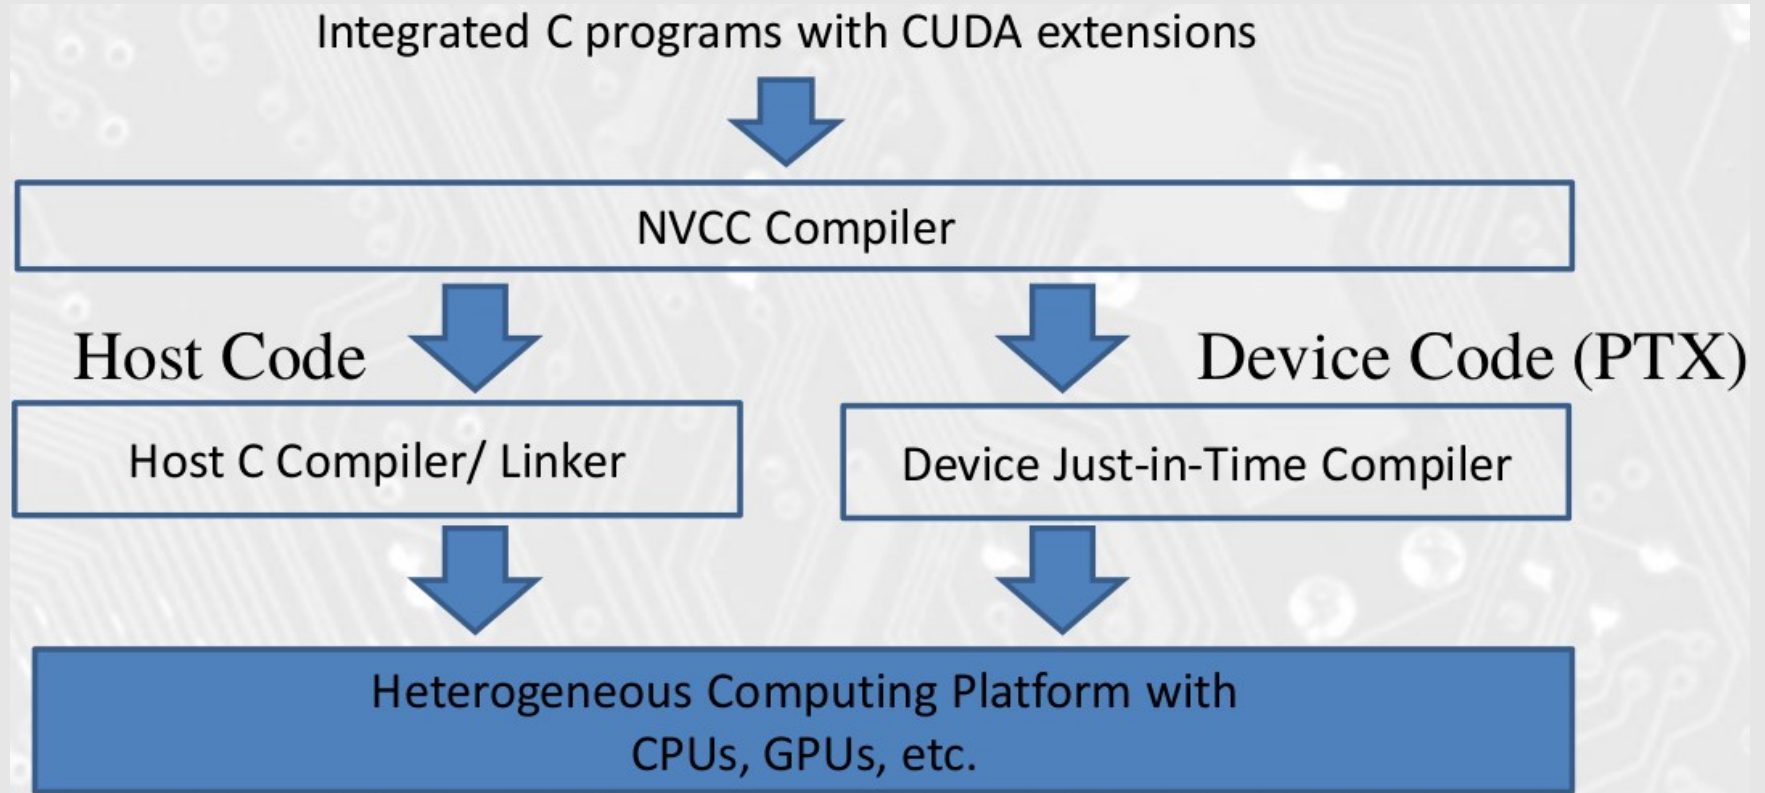 Integrated C programs with CUDA extensions
NVCC Compiler
Host Code
Device Code (PTX)
Host C Compiler/ Linker
Device Just-in-Time Compiler
Heterogeneous Computing Platform with
CPUs, GPUs, etc.